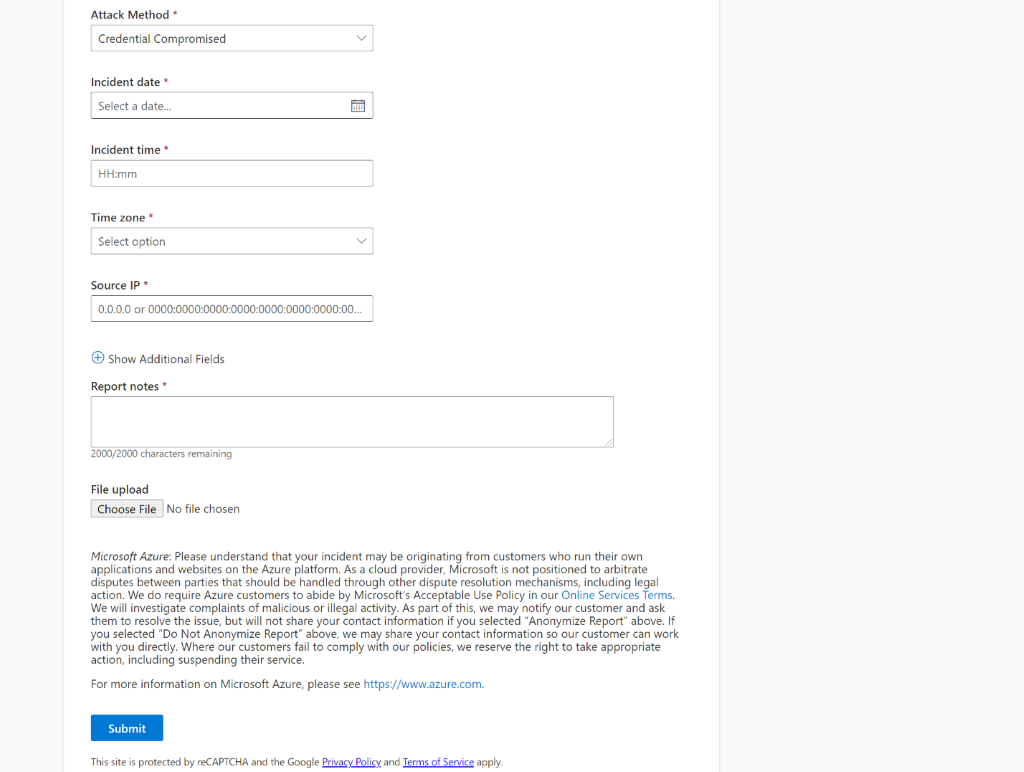 Attack Method *
Credential Compromised
Incident date *
Select a date...
Incident time *
HH:mm
Time zone *
Select option
Source IP *
0.0.0.0 or 0000:0000:0000:0000:0000:0000:0000:00...
Show Additional Fields
Report notes *
2000/2000 characters remaining
File upload
Choose File No file chosen
Microsoft Azure: Please understand that your incident may be originating from customers who run their own
applications and websites on the Azure platform. As a cloud provider, Microsoft is not positioned to arbitrate
disputes between parties that should be handled through other dispute resolution mechanisms, including legal
action. We do require Azure customers to abide by Microsoft's Acceptable Use Policy in our Online Services Terms.
We will investigate complaints of malicious or illegal activity. As part of this, we may notify our customer and ask
them to resolve the issue, but will not share your contact information if you selected "Anonymize Report" above. If
you selected "Do Not Anonymize Report" above, we may share your contact information so our customer can work
with you directly. Where our customers fail to comply with our policies, we reserve the right to take appropriate
action, including suspending their service.
For more information on Microsoft Azure, please see https://www.azure.com.
Submit
This site is protected by reCAPTCHA and the Google Privacy Policy and Terms of Service apply.